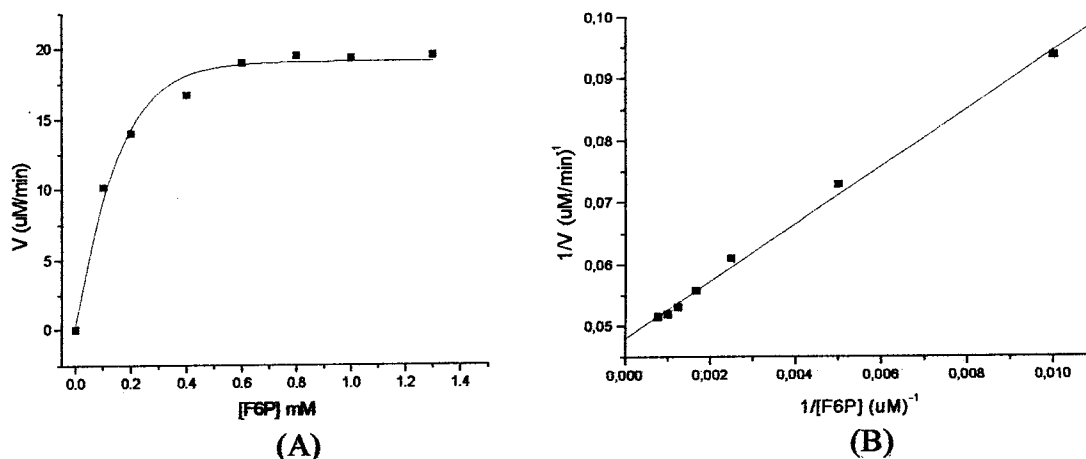 20
15
10
5
0
V (uM/min)
0.0 0.2 0.4 0.6 0.8 1.0 1.2 1.4
[F6P] mM
(A)
0,10
0,09
0,08
0,07
0,06
0,05
1/V (uM/min)¹
0,000 0,002 0,004 0,006 0,008 0,010
1/[F6P] (uM)⁻¹
(B)